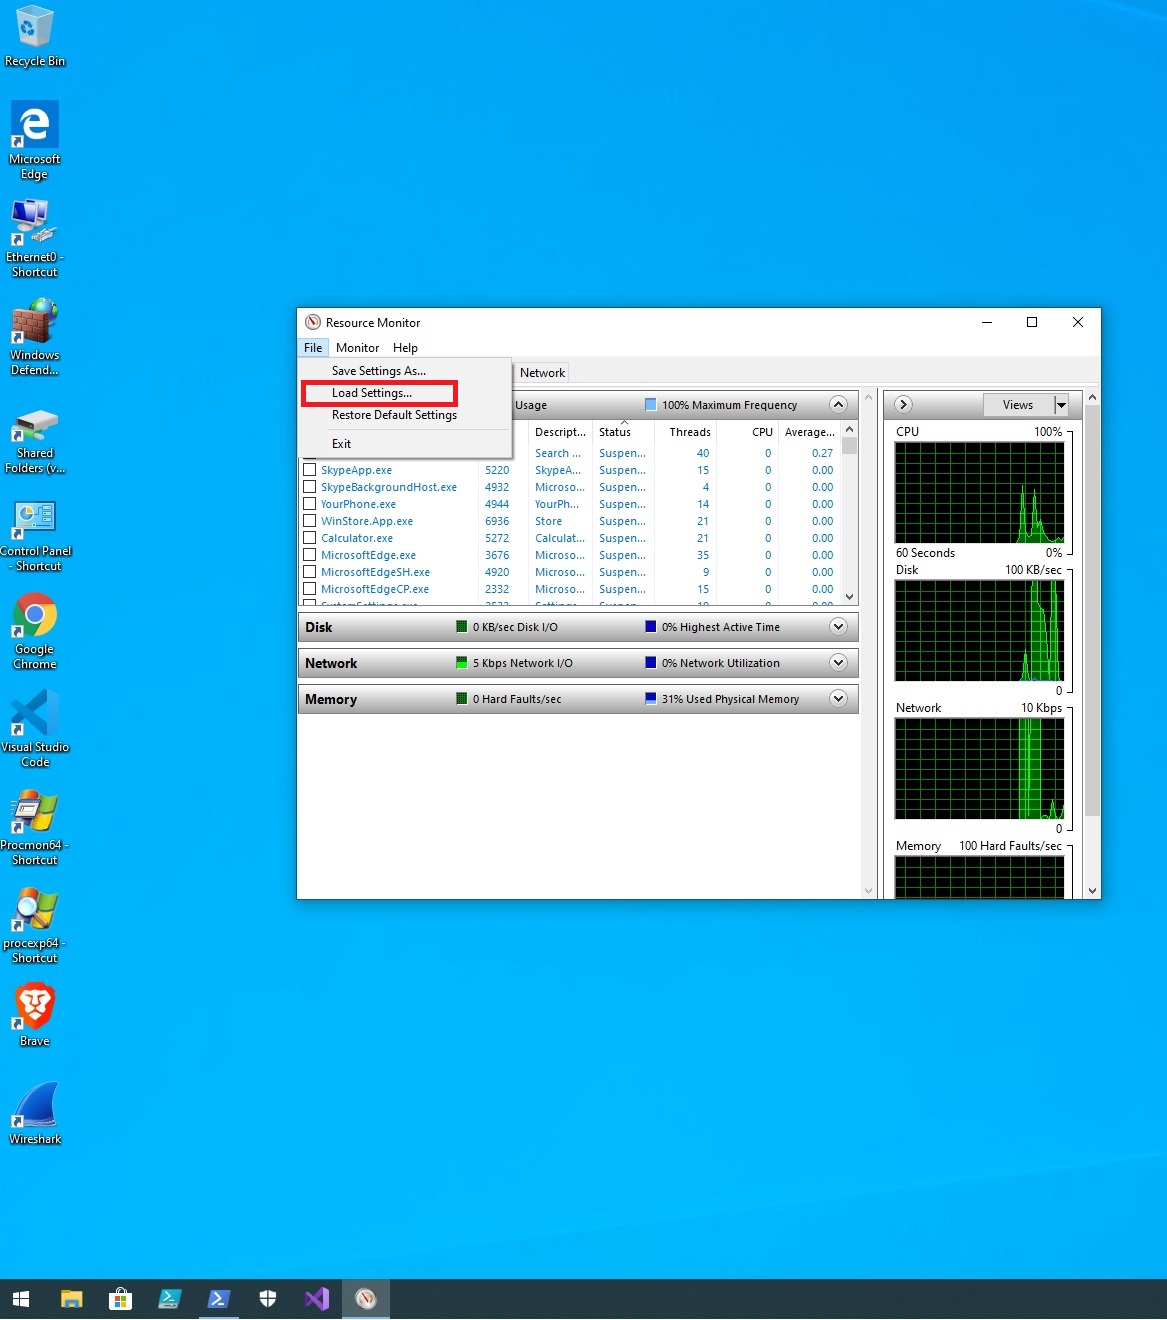 Recycle Bin
Microsoft
Edge
Ethernet0 -
Shortcut
Windows
Defend...
Shared
Folders (v...
Control Panel
- Shortcut
Google
Chrome
Visual Studio
Code
Procmon64 -
Shortcut
procexp64 -
Shortcut
Brave
Wireshark
Resource Monitor
File Monitor Help
Save Settings As...
Load Settings...
Restore Default Settings
Exit
Network
Usage 100% Maximum Frequency
Descript... Status Threads CPU Average...
Search ... Suspen... 40 0 0.27
SkypeApp.exe 5220 SkypeA... Suspen... 15 0 0.00
SkypeBackgroundHost.exe 4932 Microso... Suspen... 4 0 0.00
YourPhone.exe 4944 YourPh... Suspen... 14 0 0.00
WinStore.App.exe 6936 Store Suspen... 21 0 0.00
Calculator.exe 5272 Calculat... Suspen... 21 0 0.00
MicrosoftEdge.exe 3676 Microso... Suspen... 35 0 0.00
MicrosoftEdgeSH.exe 4920 Microso... Suspen... 9 0 0.00
MicrosoftEdgeCP.exe 2332 Microso... Suspen... 15 0 0.00
Disk 0 KB/sec Disk I/O 0% Highest Active Time
Network 5 Kbps Network I/O 0% Network Utilization
Memory 0 Hard Faults/sec 31% Used Physical Memory
Views
CPU 100%
60 Seconds 0%
Disk 100 KB/sec
0
Network 10 Kbps
0
Memory 100 Hard Faults/sec